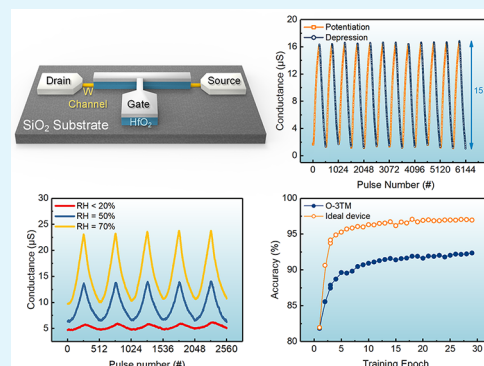 Drain
Source
W
Channel
Gate
HfO₂
SiO₂ Substrate
Conductance (µS)
20
16
12
8
4
0
Potentiation
Depression
15
0 1024 2048 3072 4096 5120 6144
Pulse Number (#)
Conductance (µS)
30
25
20
15
10
5
RH < 20%
RH = 50%
RH = 70%
0 512 1024 1536 2048 2560
Pulse number (#)
Accuracy (%)
100
95
90
85
80
O-3TM
Ideal device
0 5 10 15 20 25 30
Training Epoch